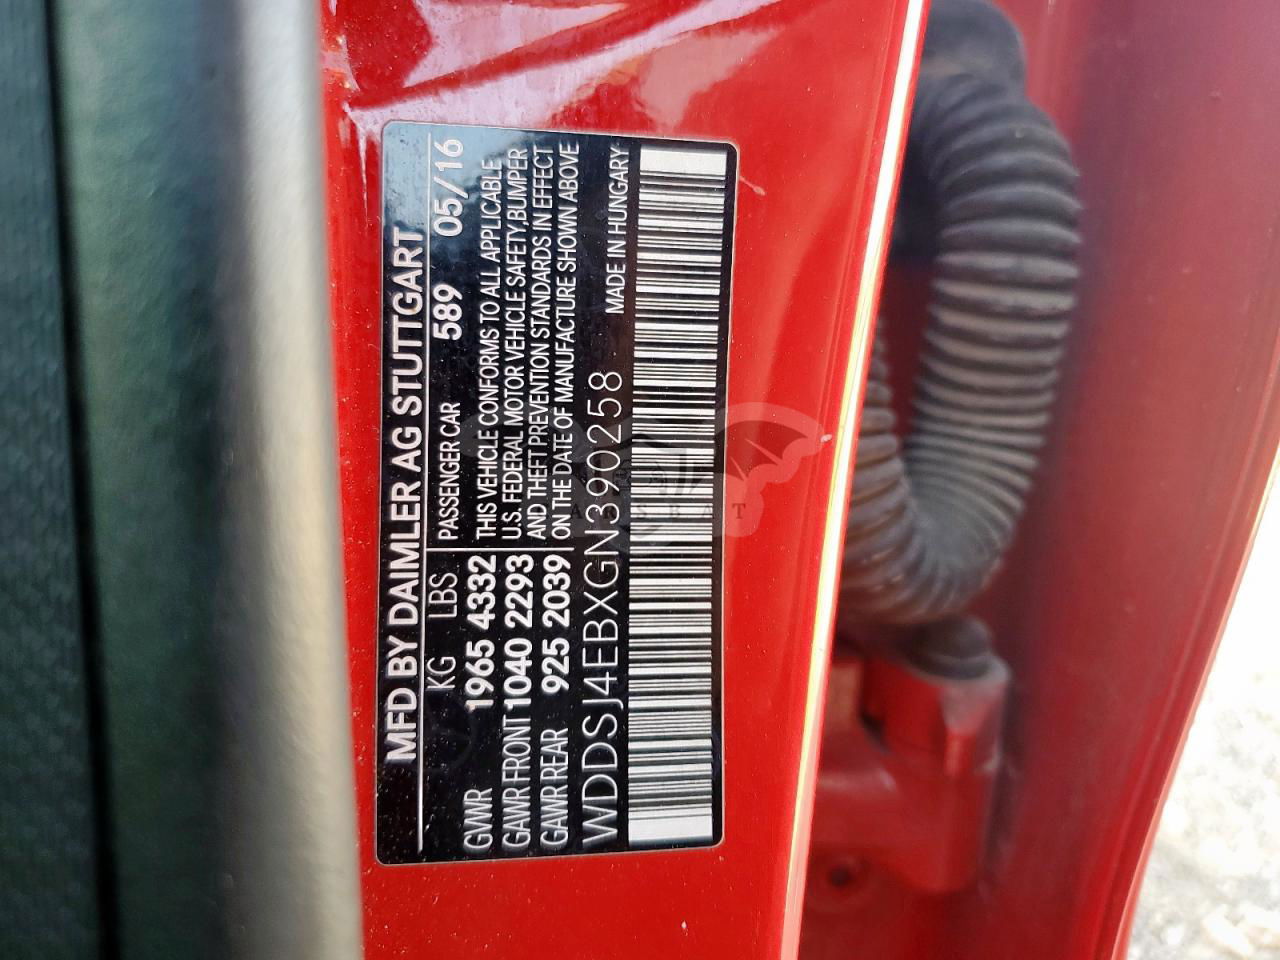 MFD BY DAIMLER AG STUTTGART
KG LBS PASSENGER CAR 589 05/16
GVWR 1965 4332 THIS VEHICLE CONFORMS TO ALL APPLICABLE
GAWR FRONT 1040 2293 U.S. FEDERAL MOTOR VEHICLE SAFETY,BUMPER
GAWR REAR 925 2039 AND THEFT PREVENTION STANDARDS IN EFFECT
ON THE DATE OF MANUFACTURE SHOWN ABOVE
WDDSJ4EBXGN390258 MADE IN HUNGARY